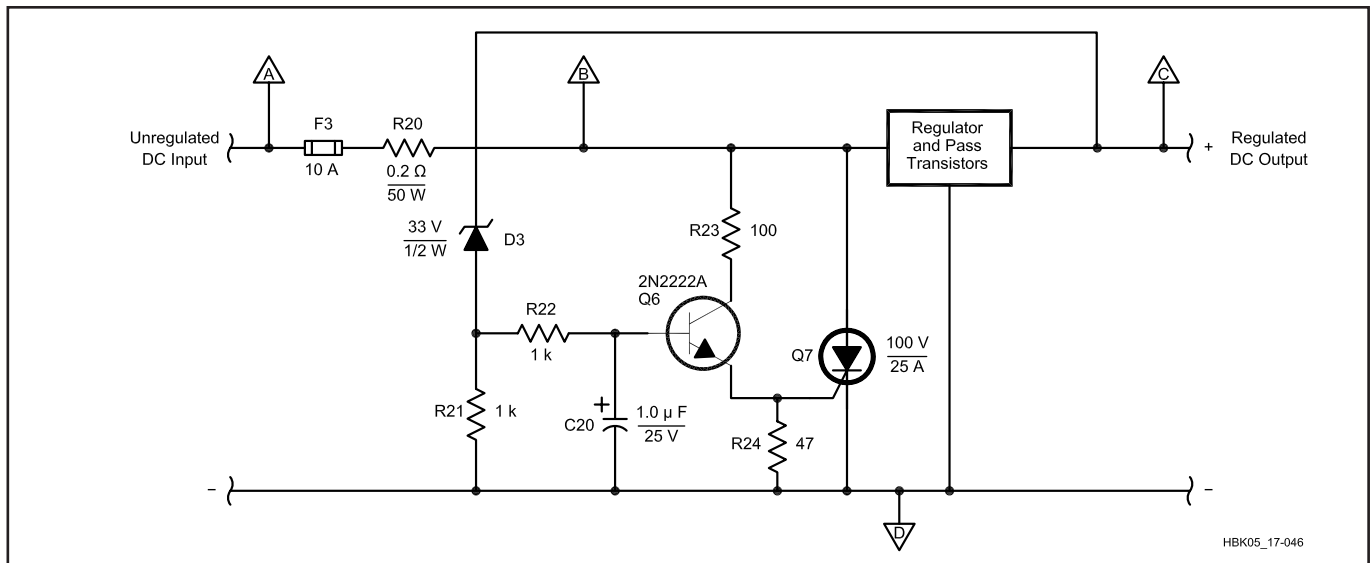 A
B
C
Unregulated
DC Input
F3
10 A
R20
0.2 Ω
50 W
Regulator
and Pass
Transistors
+
Regulated
DC Output
33 V
1/2 W
D3
R23
100
2N2222A
Q6
R22
1 k
Q7
100 V
25 A
R21
1 k
+
C20
1.0 µ F
25 V
R24
47
–
–
D
HBK05_17-046